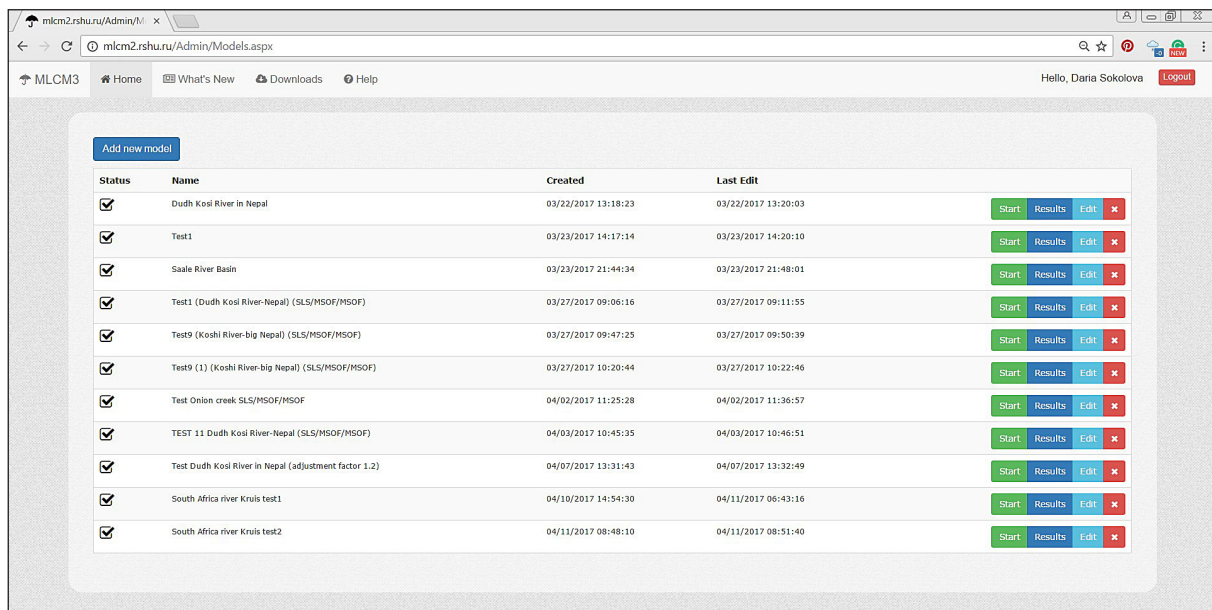 mlcm2.rshu.ru/Admin/M
mlcm2.rshu.ru/Admin/Models.aspx
-0
NEW
MLCM3 Home What's New Downloads Help Hello, Daria Sokolova Logout
Add new model
Status Name Created Last Edit
Dudh Kosi River in Nepal 03/22/2017 13:18:23 03/22/2017 13:20:03 Start Results Edit
Test1 03/23/2017 14:17:14 03/23/2017 14:20:10 Start Results Edit
Saale River Basin 03/23/2017 21:44:34 03/23/2017 21:48:01 Start Results Edit
Test1 (Dudh Kosi River-Nepal) (SLS/MSOF/MSOF) 03/27/2017 09:06:16 03/27/2017 09:11:55 Start Results Edit
Test9 (Koshi River-big Nepal) (SLS/MSOF/MSOF) 03/27/2017 09:47:25 03/27/2017 09:50:39 Start Results Edit
Test9 (1) (Koshi River-big Nepal) (SLS/MSOF/MSOF) 03/27/2017 10:20:44 03/27/2017 10:22:46 Start Results Edit
Test Onion creek SLS/MSOF/MSOF 04/02/2017 11:25:28 04/02/2017 11:36:57 Start Results Edit
TEST 11 Dudh Kosi River-Nepal (SLS/MSOF/MSOF) 04/03/2017 10:45:35 04/03/2017 10:46:51 Start Results Edit
Test Dudh Kosi River in Nepal (adjustment factor 1.2) 04/07/2017 13:31:43 04/07/2017 13:32:49 Start Results Edit
South Africa river Kruis test1 04/10/2017 14:54:30 04/11/2017 06:43:16 Start Results Edit
South Africa river Kruis test2 04/11/2017 08:48:10 04/11/2017 08:51:40 Start Results Edit